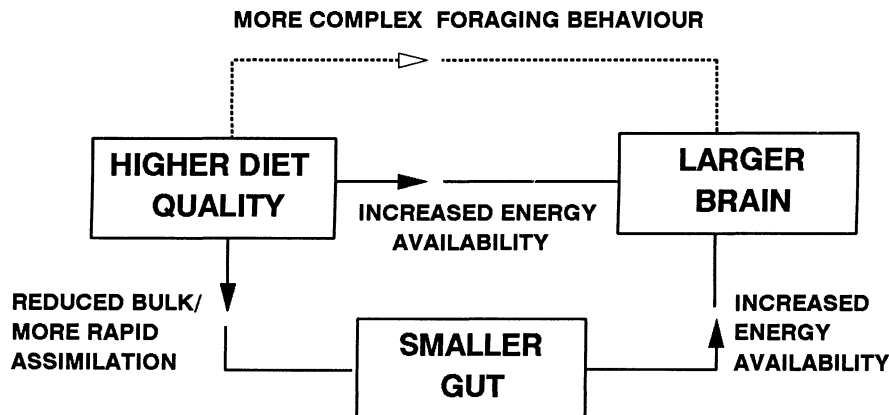 MORE COMPLEX FORAGING BEHAVIOUR
HIGHER DIET
QUALITY
LARGER
BRAIN
INCREASED ENERGY
AVAILABILITY
REDUCED BULK/
MORE RAPID
ASSIMILATION
SMALLER
GUT
INCREASED
ENERGY
AVAILABILITY